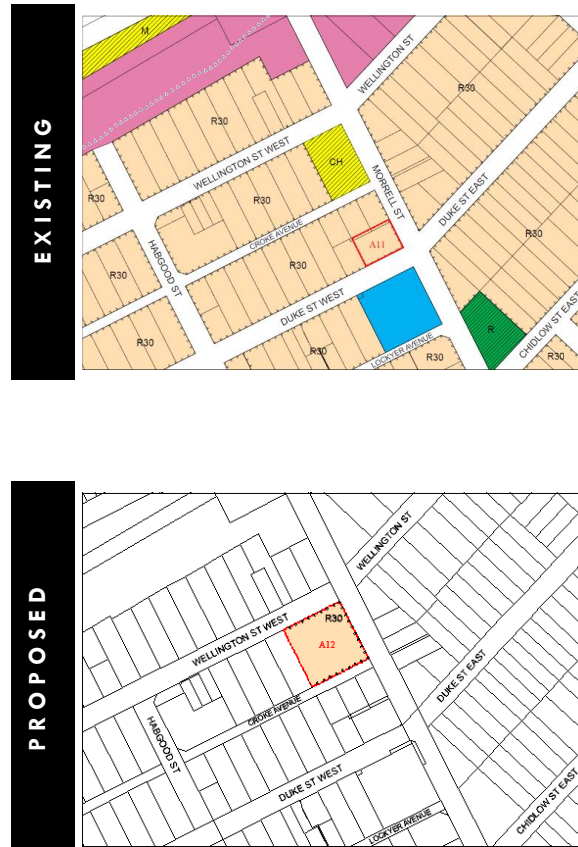 EXISTING
M
WELLINGTON ST
R30
R30
WELLINGTON ST WEST
CH
MORRELL ST
R30
R30
DUKE ST EAST
CROKE AVENUE
A11
R30
HABGOOD ST
R30
R30
DUKE ST WEST
R
R30
R30
LOCKYER AVENUE
R30
CHIDLOW ST EAST
R30
PROPOSED
WELLINGTON ST
R30
WELLINGTON ST WEST
A12
DUKE ST EAST
CROKE AVENUE
HABGOOD ST
DUKE ST WEST
CHIDLOW ST EAST
LOCKYER AVENUE